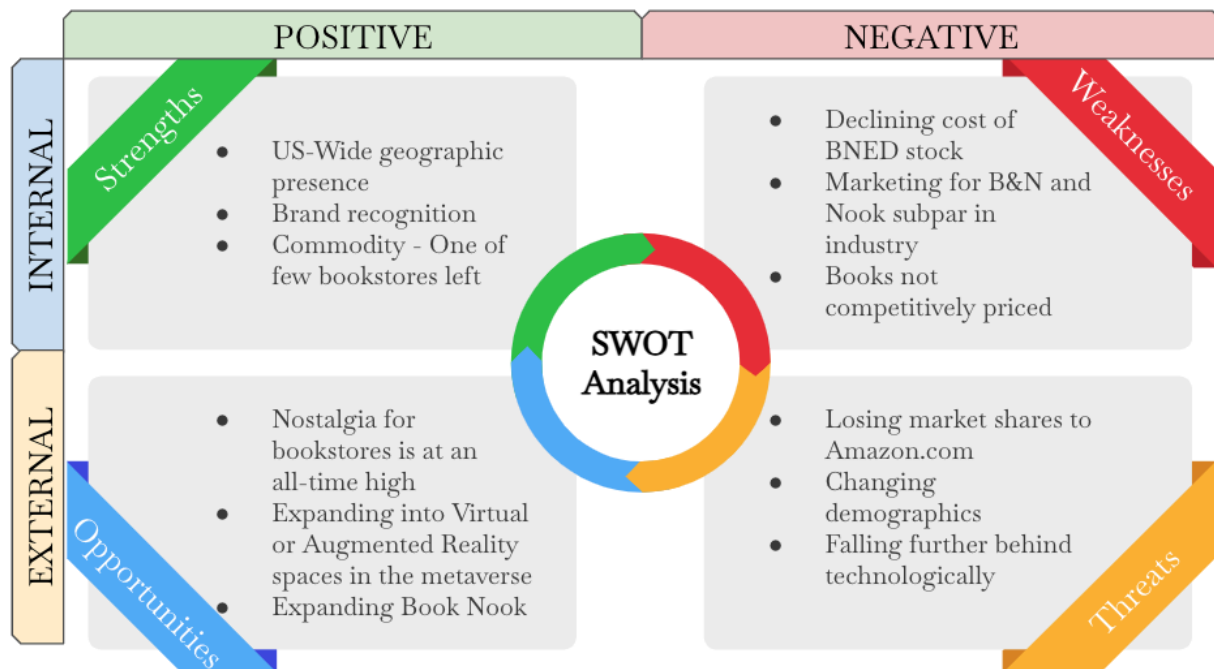 POSITIVE
NEGATIVE
INTERNAL
EXTERNAL
Strengths
● US-Wide geographic
presence
● Brand recognition
● Commodity - One of
few bookstores left
Weaknesses
● Declining cost of
BNED stock
● Marketing for B&N and
Nook subpar in
industry
● Books not
competitively priced
SWOT
Analysis
Opportunities
● Nostalgia for
bookstores is at an
all-time high
● Expanding into Virtual
or Augmented Reality
spaces in the metaverse
● Expanding Book Nook
Threats
● Losing market shares to
Amazon.com
● Changing
demographics
● Falling further behind
technologically